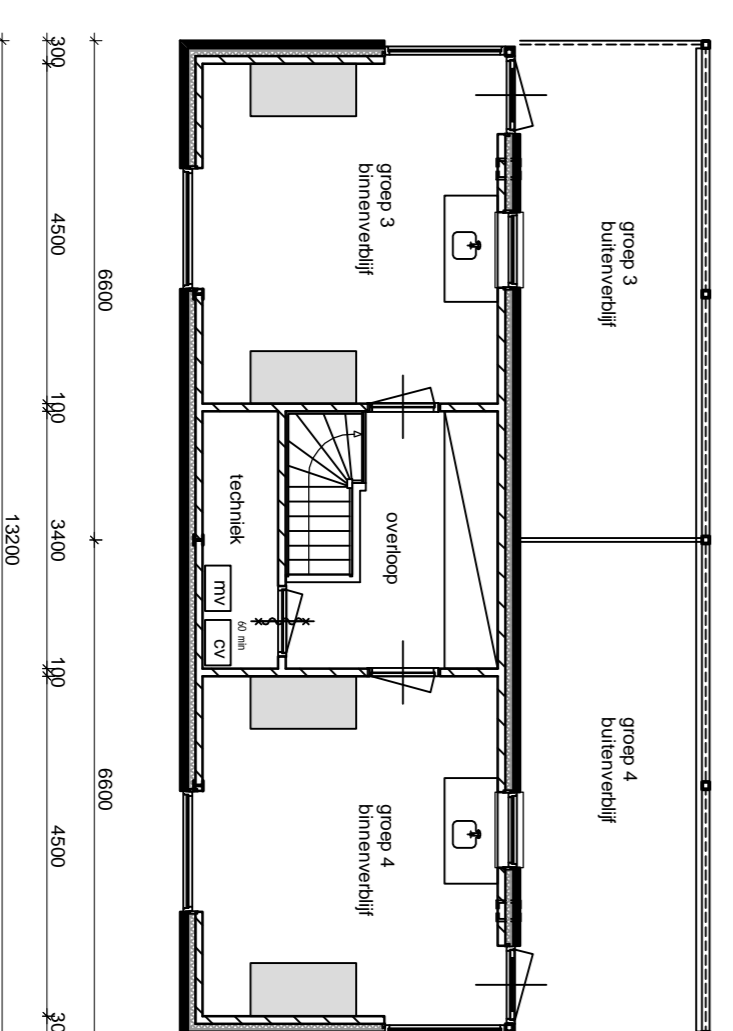 300
4500
100
3400
100
4500
6600
6600
13200
groep 3
binnenverblijf
groep 3
buitenverblijf
techniek
mv
cv
60 min
overloop
groep 4
binnenverblijf
groep 4
buitenverblijf